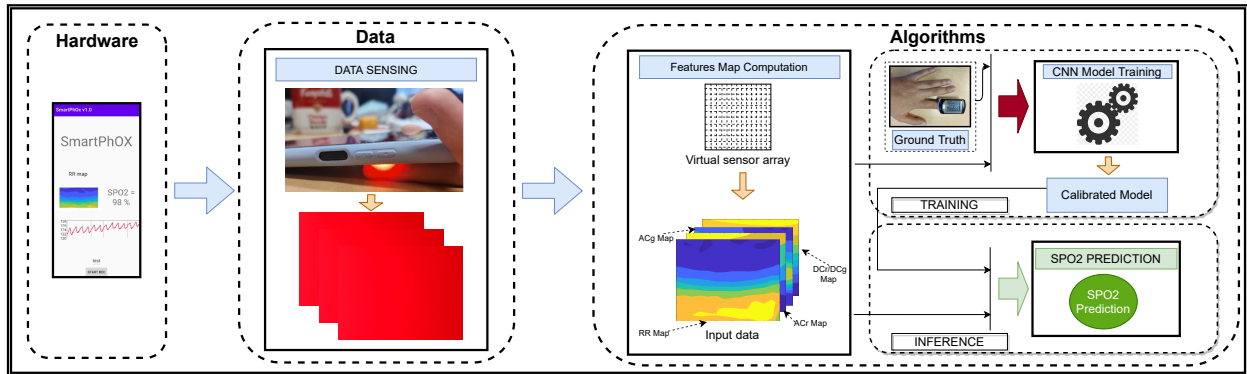 Hardware
SmartPhOx v1.0
SmartPhOX
RR map
SPO2 =
98 %
test
START REC
Data
DATA SENSING
Algorithms
Features Map Computation
Virtual sensor array
ACg Map
DCr/DCg
Map
ACr Map
RR Map
Input data
Ground Truth
CNN Model Training
Calibrated Model
TRAINING
SPO2 PREDICTION
SPO2
Prediction
INFERENCE